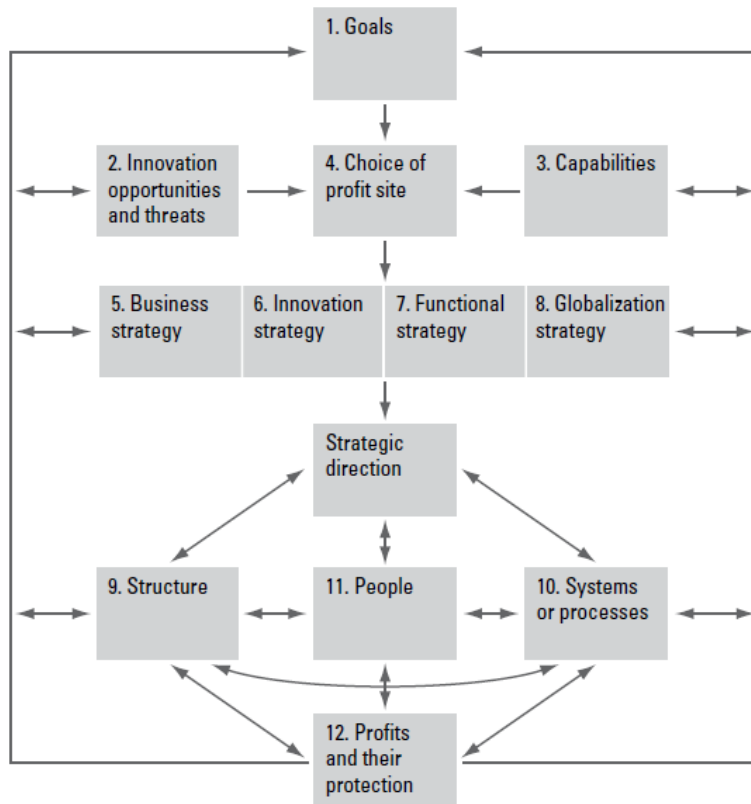 1. Goals
2. Innovation
opportunities
and threats
4. Choice of
profit site
3. Capabilities
5. Business
strategy
6. Innovation
strategy
7. Functional
strategy
8. Globalization
strategy
Strategic
direction
9. Structure
11. People
10. Systems
or processes
12. Profits
and their
protection